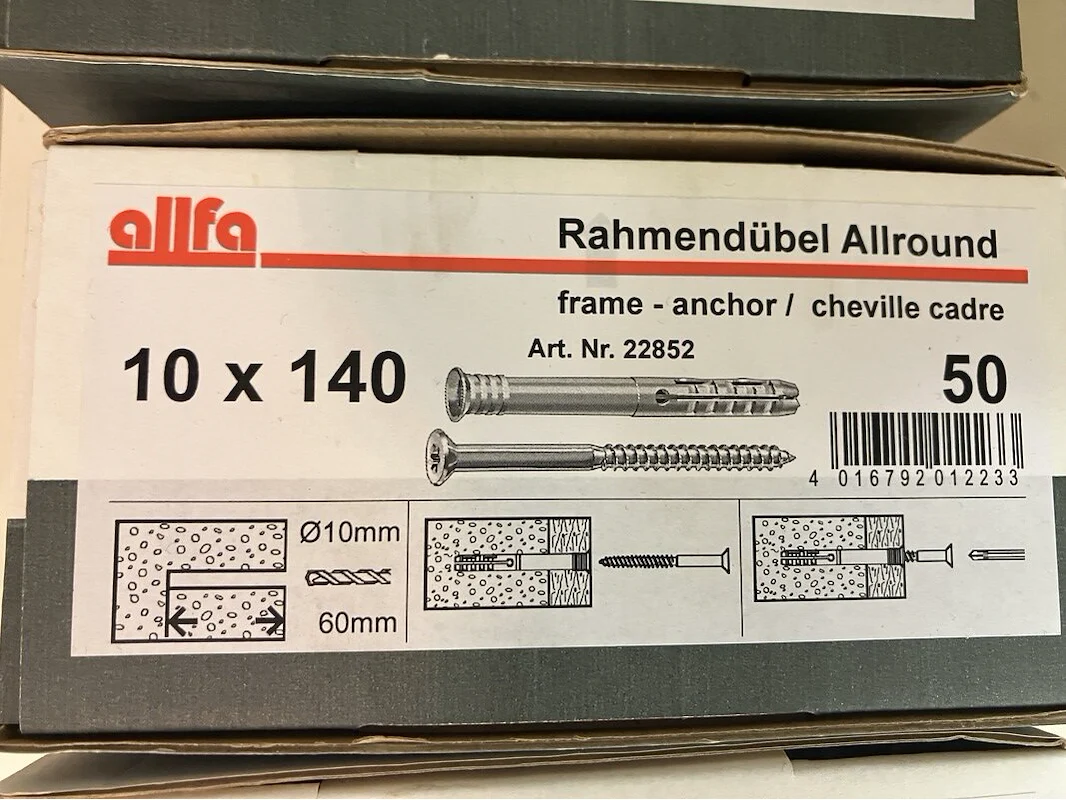 allfa
Rahmendübel Allround
frame - anchor / cheville cadre
Art. Nr. 22852
10 x 140
50
4 016792 012233
Ø10mm
60mm